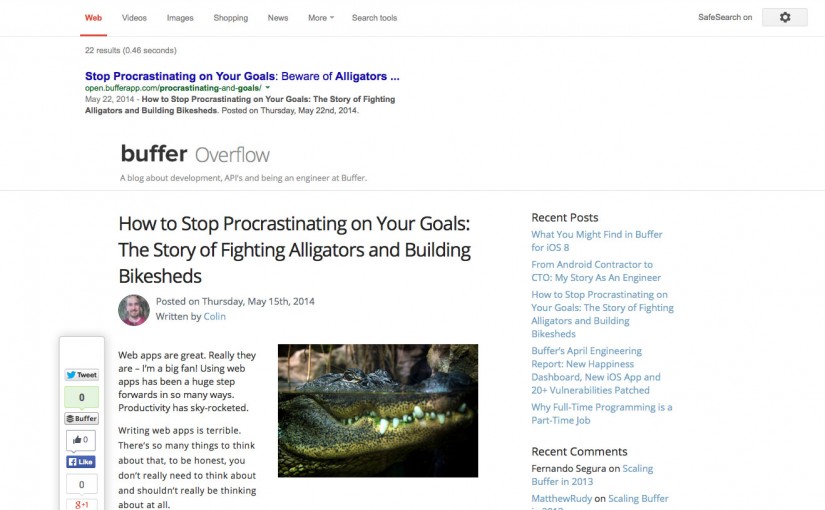 Web Videos Images Shopping News More Search tools SafeSearch on
22 results (0.46 seconds)
Stop Procrastinating on Your Goals: Beware of Alligators ...
open.bufferapp.com/procrastinating-and-goals/
May 22, 2014 - How to Stop Procrastinating on Your Goals: The Story of Fighting
Alligators and Building Bikesheds. Posted on Thursday, May 22nd, 2014.
buffer Overflow
A blog about development, API's and being an engineer at Buffer.
How to Stop Procrastinating on Your Goals:
The Story of Fighting Alligators and Building
Bikesheds
Posted on Thursday, May 15th, 2014
Written by Colin
Tweet
0
Buffer
0
Like
0
+1
Web apps are great. Really they
are – I'm a big fan! Using web
apps has been a huge step
forwards in so many ways.
Productivity has sky-rocketed.
Writing web apps is terrible.
There's so many things to think
about that, to be honest, you
don't really need to think about
and shouldn't really be thinking
about at all.
Recent Posts
What You Might Find in Buffer
for iOS 8
From Android Contractor to
CTO: My Story As An Engineer
How to Stop Procrastinating on
Your Goals: The Story of Fighting
Alligators and Building
Bikesheds
Buffer's April Engineering
Report: New Happiness
Dashboard, New iOS App and
20+ Vulnerabilities Patched
Why Full-Time Programming is a
Part-Time Job
Recent Comments
Fernando Segura on Scaling
Buffer in 2013
MatthewRudy on Scaling Buffer
in 2013